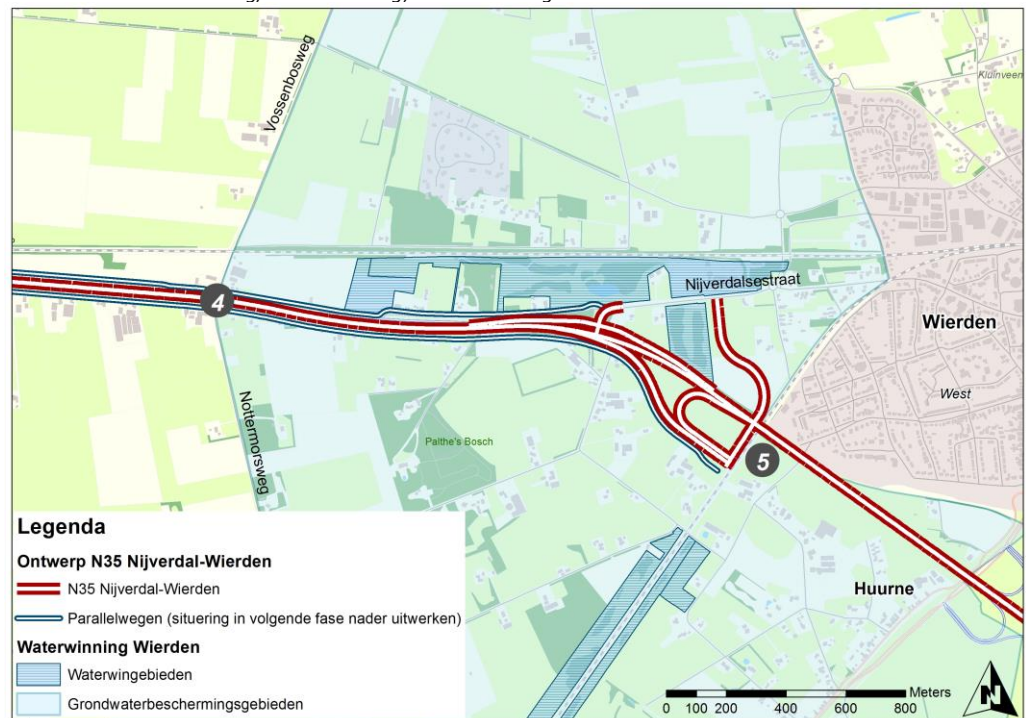 Vossenbosweg
Kluinveen
Nijverdalsestraat
4
Wierden
West
Nottermorsweg
Palthe's Bosch
5
Huurne
Legenda
Ontwerp N35 Nijverdal-Wierden
N35 Nijverdal-Wierden
Parallelwegen (situering in volgende fase nader uitwerken)
Waterwinning Wierden
Waterwingebieden
Grondwaterbeschermingsgebieden
0 100 200 400 600 800 Meters
N